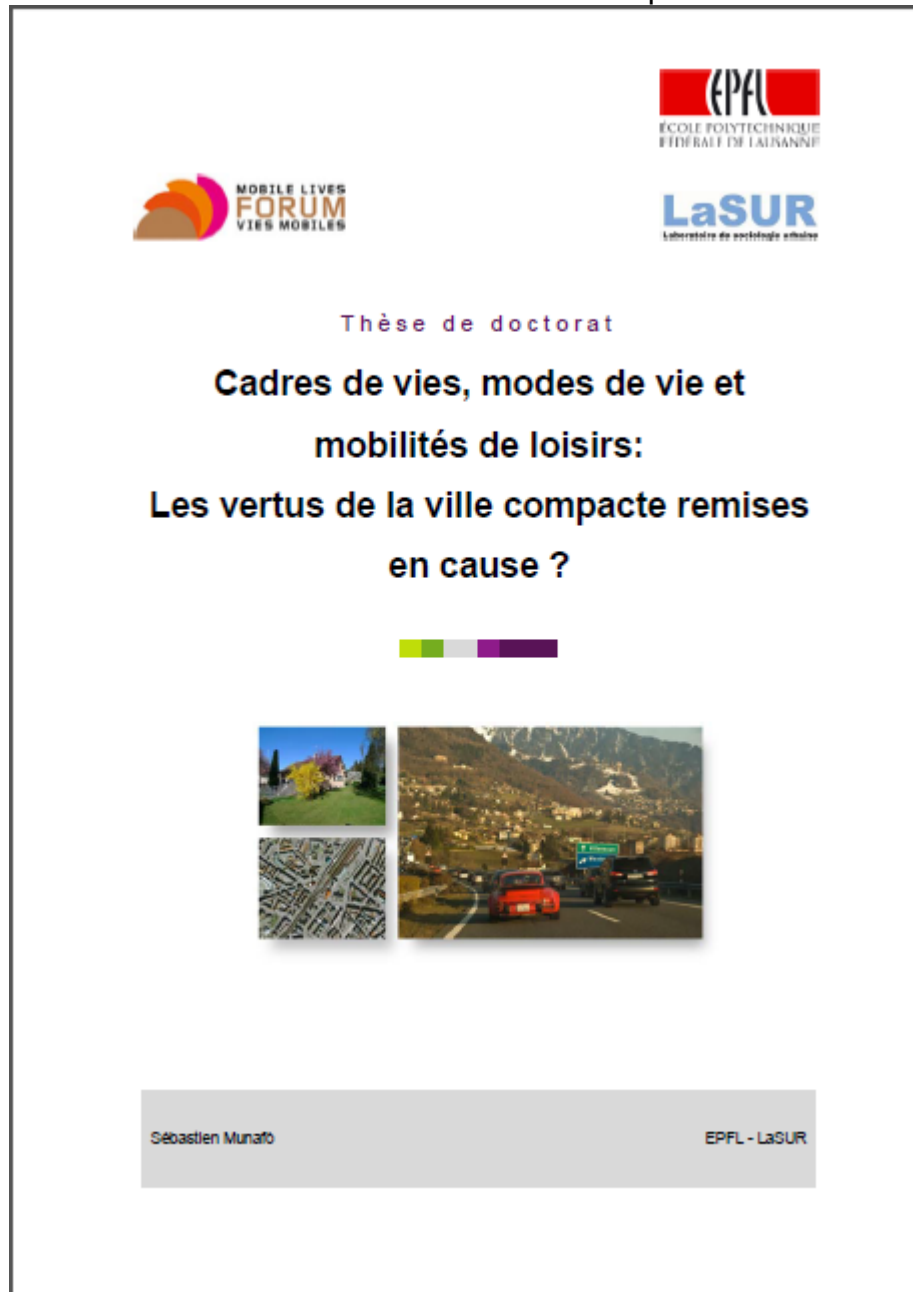 EPFL
ÉCOLE POLYTECHNIQUE
FÉDÉRALE DE LAUSANNE
MOBILE LIVES
FORUM
VIES MOBILES
LaSUR
Laboratoire de sociologie urbaine
Thèse de doctorat
Cadres de vies, modes de vie et
mobilités de loisirs:
Les vertus de la ville compacte remises
en cause ?
Sébastien Munafò
EPFL - LaSUR